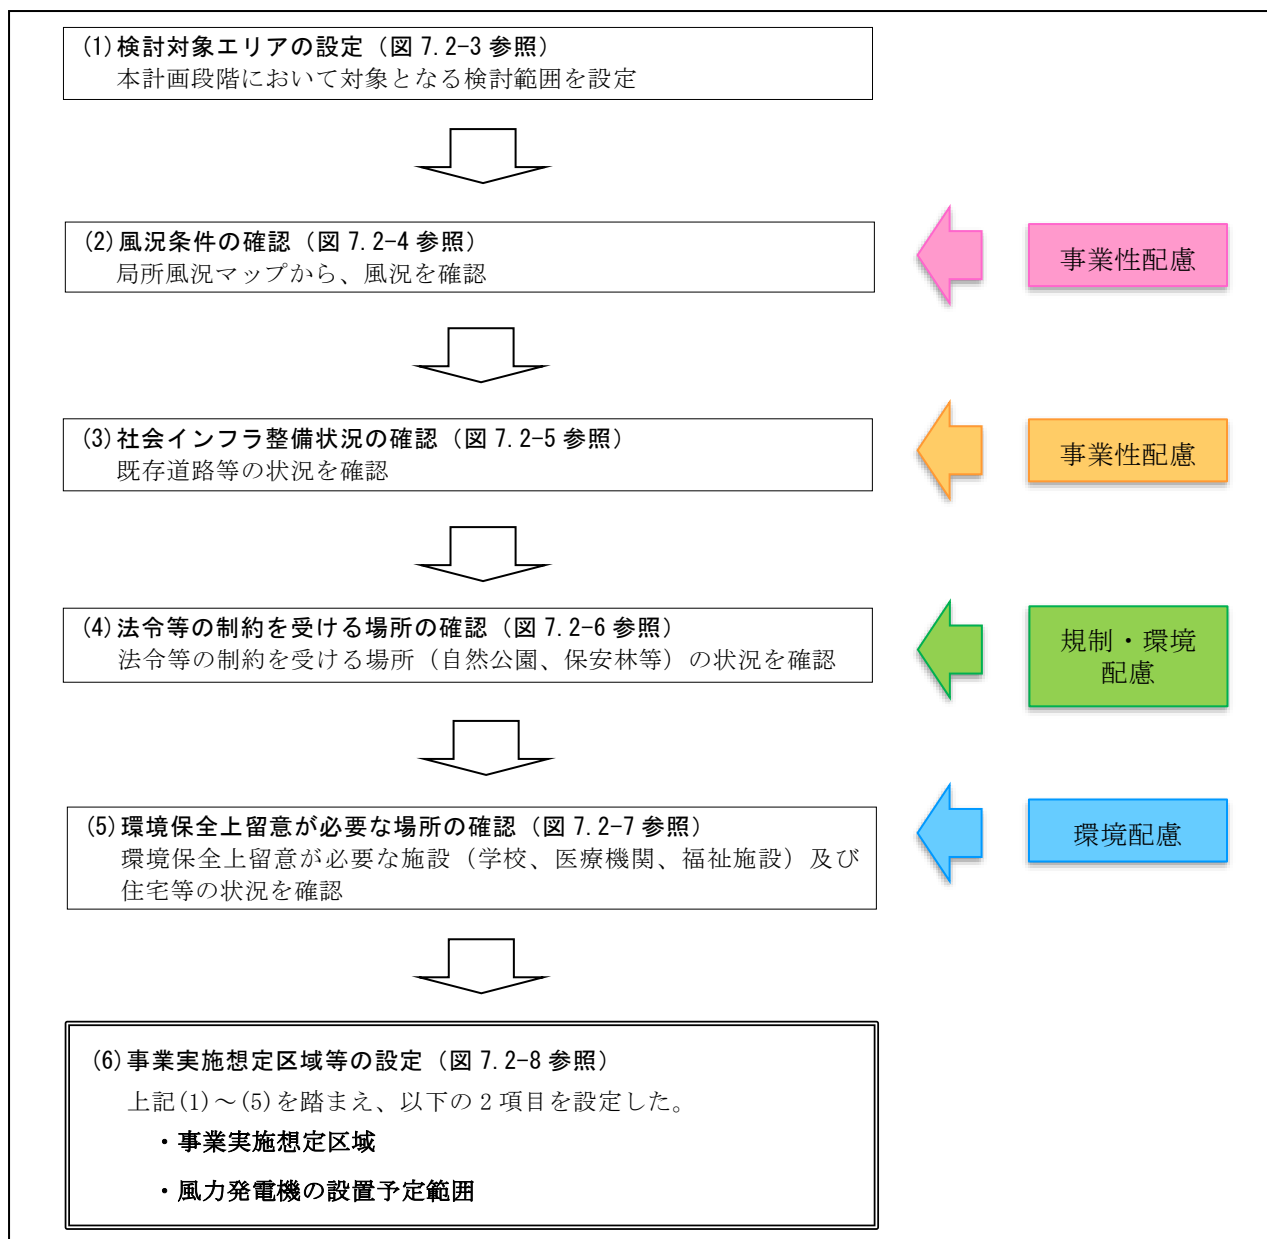 (1)検討対象エリアの設定（図 7.2-3 参照）
本計画段階において対象となる検討範囲を設定
(2)風況条件の確認（図 7.2-4 参照）
局所風況マップから、風況を確認
事業性配慮
(3)社会インフラ整備状況の確認（図 7.2-5 参照）
既存道路等の状況を確認
事業性配慮
(4)法令等の制約を受ける場所の確認（図 7.2-6 参照）
法令等の制約を受ける場所（自然公園、保安林等）の状況を確認
規制・環境
配慮
(5)環境保全上留意が必要な場所の確認（図 7.2-7 参照）
環境保全上留意が必要な施設（学校、医療機関、福祉施設）及び
住宅等の状況を確認
環境配慮
(6)事業実施想定区域等の設定（図 7.2-8 参照）
上記(1)～(5)を踏まえ、以下の 2 項目を設定した。
・事業実施想定区域
・風力発電機の設置予定範囲